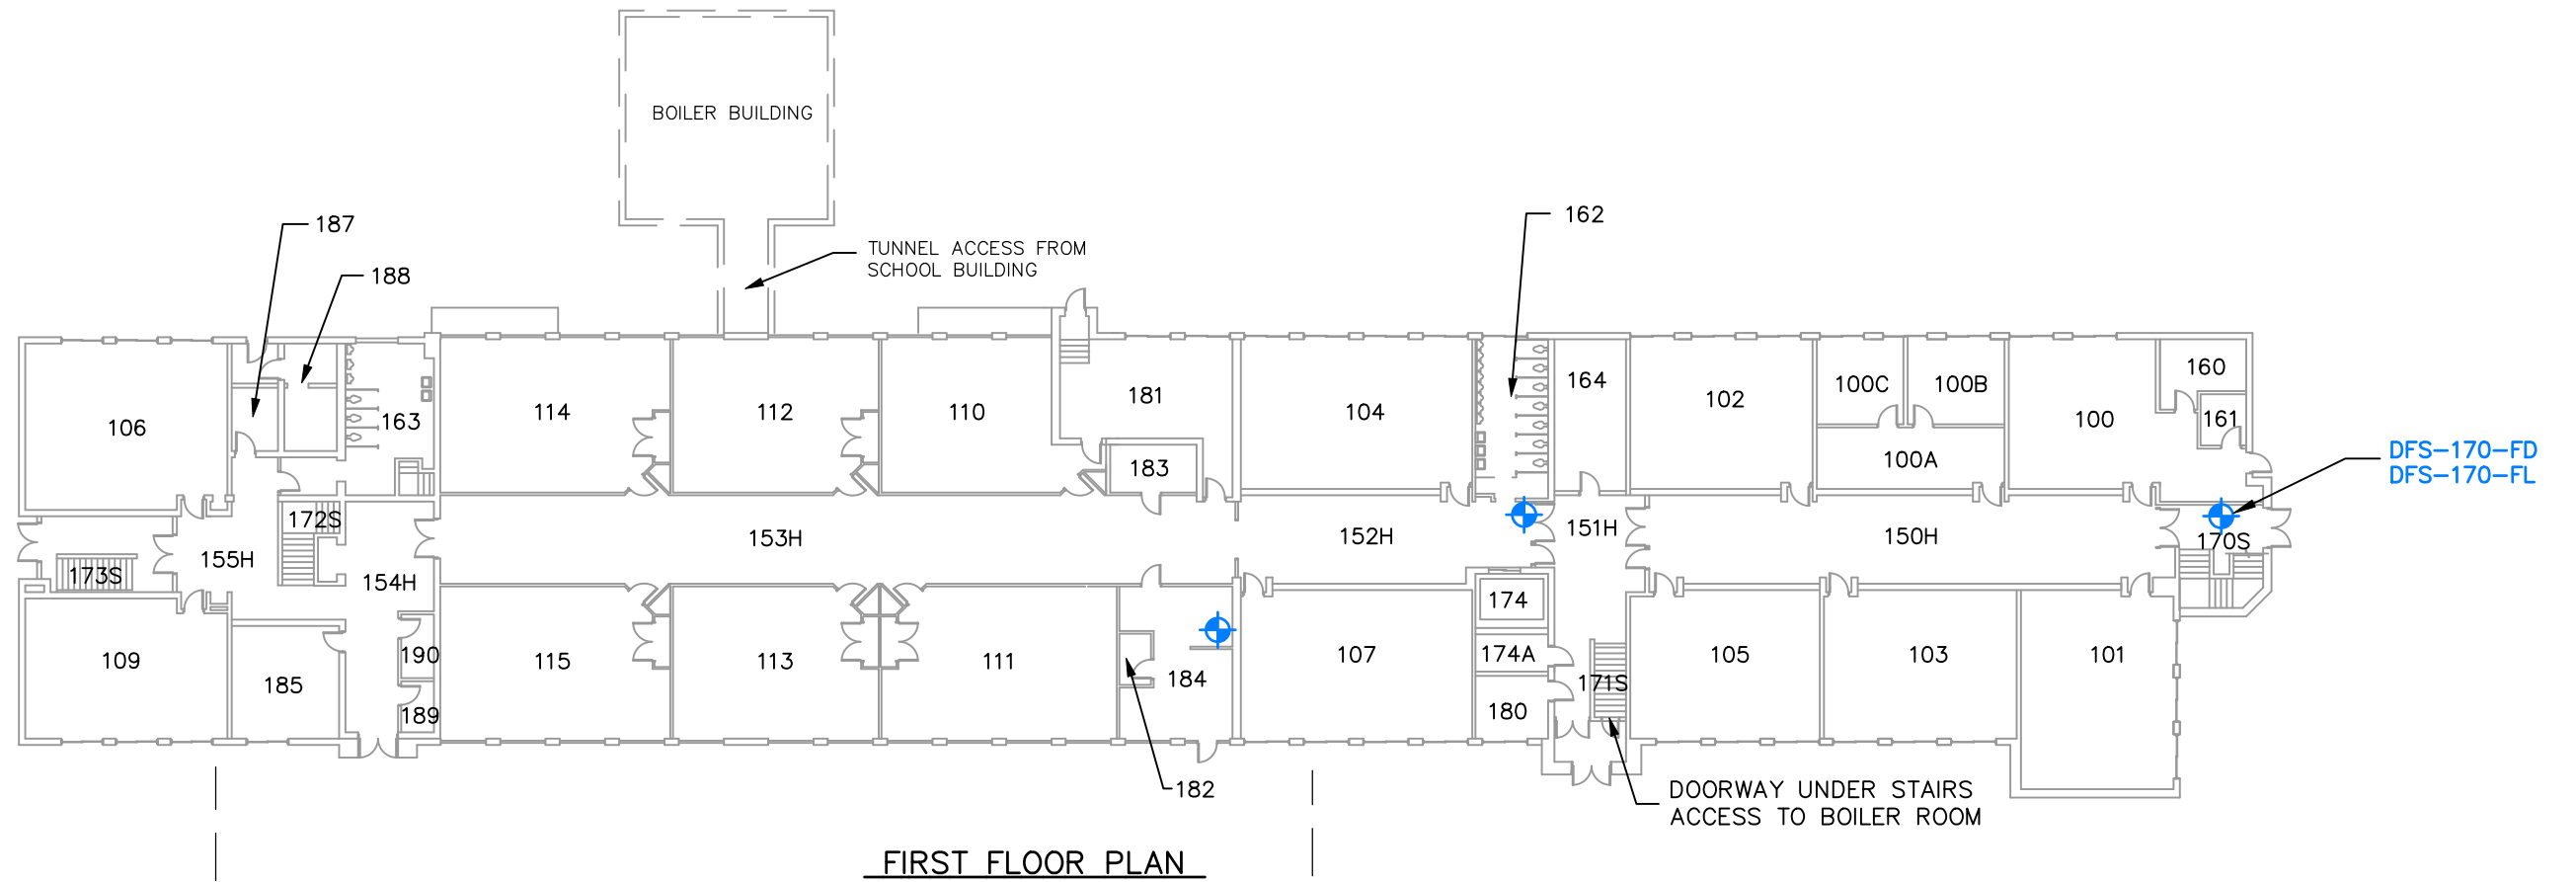 BOILER BUILDING
187
162
TUNNEL ACCESS FROM
SCHOOL BUILDING
188
106
163
114
112
110
181
104
164
102
100C
100B
100
160
161
183
100A
DFS-170-FD
DFS-170-FL
172S
155H
153H
152H
151H
150H
170S
173S
154H
174
109
190
115
113
111
107
174A
105
103
101
185
184
171S
189
180
182
DOORWAY UNDER STAIRS
ACCESS TO BOILER ROOM
FIRST FLOOR PLAN